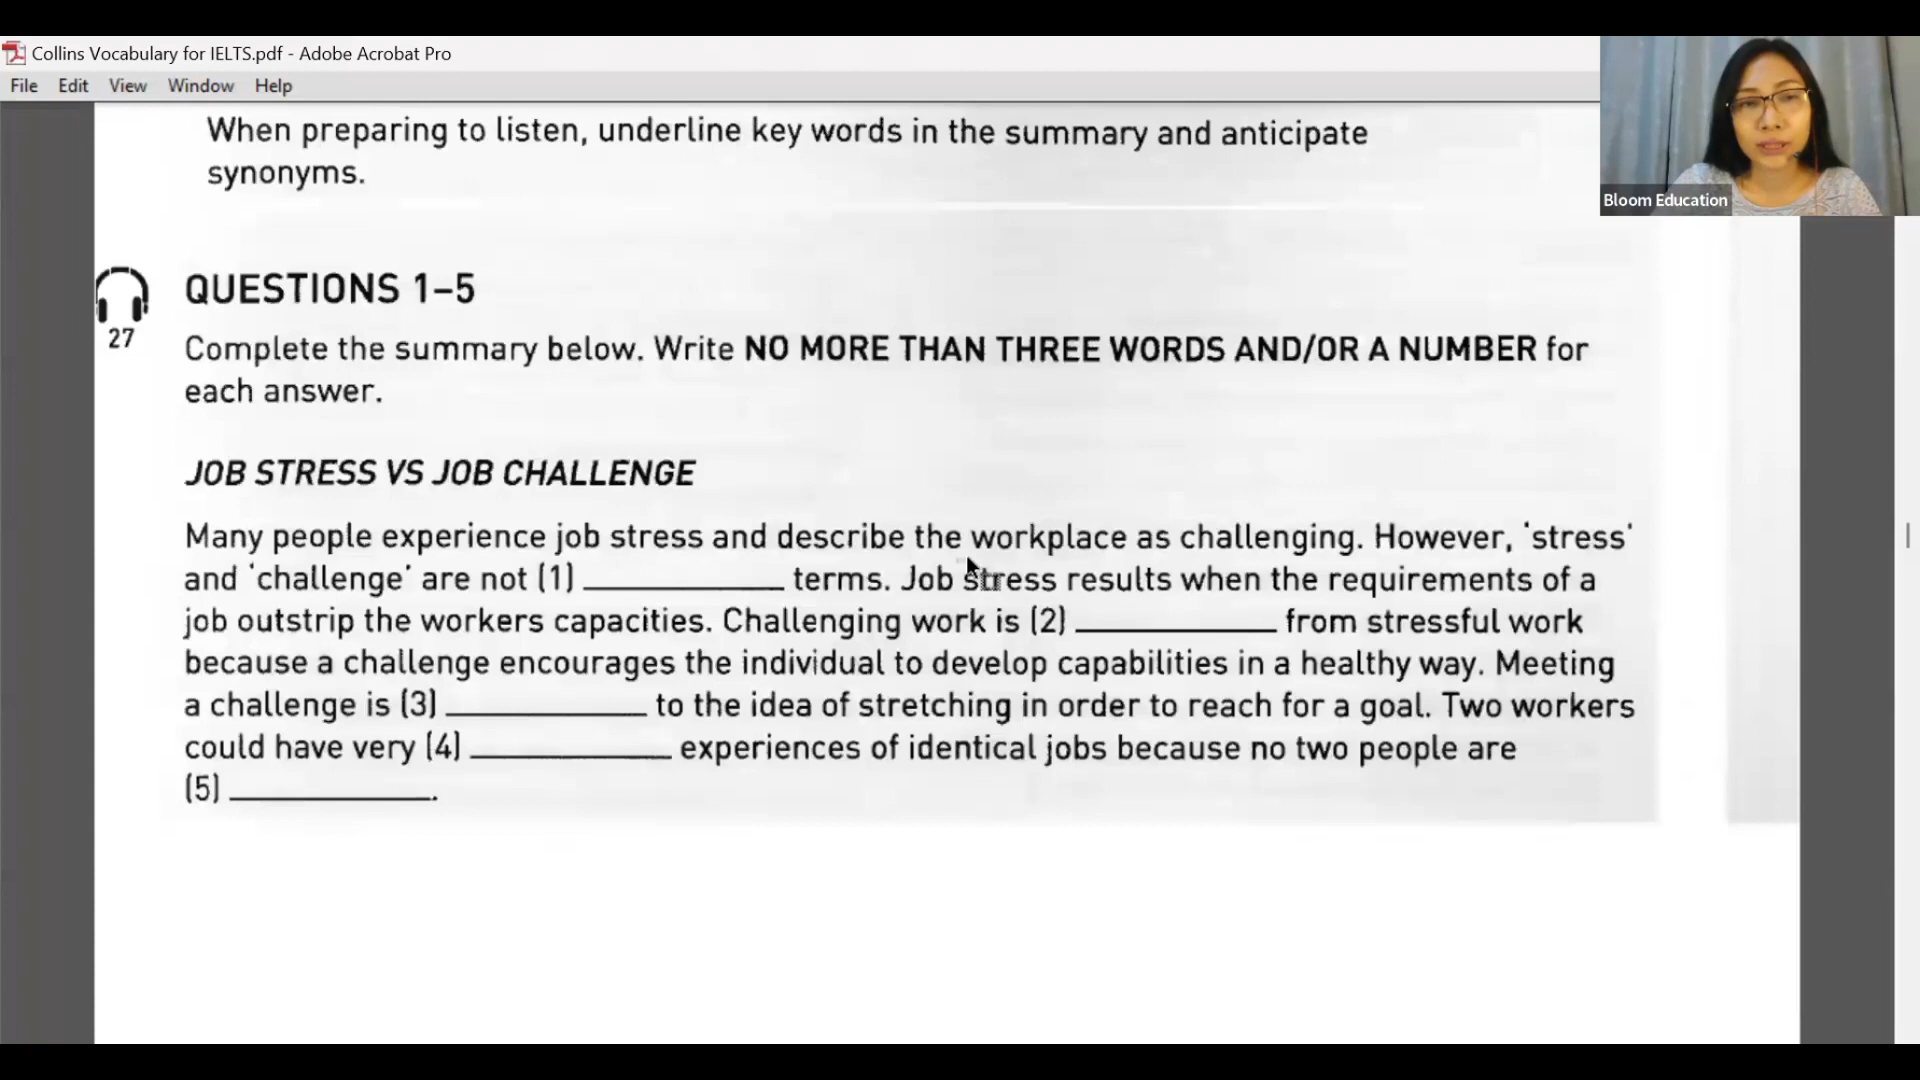 Collins Vocabulary for IELTS.pdf - Adobe Acrobat Pro
File Edit View Window Help
When preparing to listen, underline key words in the summary and anticipate
synonyms.
Bloom Education
QUESTIONS 1–5
27
Complete the summary below. Write NO MORE THAN THREE WORDS AND/OR A NUMBER for
each answer.
JOB STRESS VS JOB CHALLENGE
Many people experience job stress and describe the workplace as challenging. However, 'stress'
and 'challenge' are not (1) ____________ terms. Job stress results when the requirements of a
job outstrip the workers capacities. Challenging work is (2) ____________ from stressful work
because a challenge encourages the individual to develop capabilities in a healthy way. Meeting
a challenge is (3) ____________ to the idea of stretching in order to reach for a goal. Two workers
could have very (4) ____________ experiences of identical jobs because no two people are
(5) ____________.